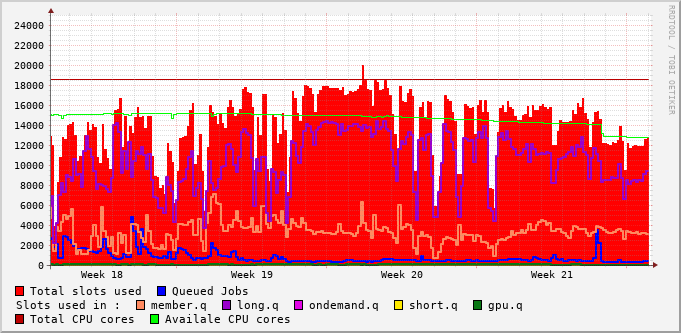 24000
22000
20000
18000
16000
14000
12000
10000
8000
6000
4000
2000
0
Week 18 Week 19 Week 20 Week 21
Total slots used Queued Jobs
Slots used in : member.q long.q ondemand.q short.q gpu.q
Total CPU cores Availale CPU cores
RRDTOOL / TOBI OETIKER